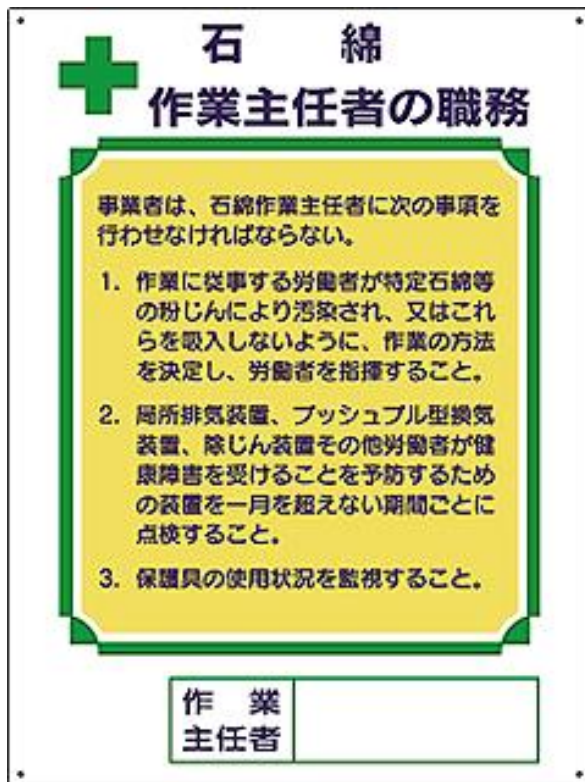 石　綿
作業主任者の職務
事業者は、石綿作業主任者に次の事項を
行わせなければならない。
1. 作業に従事する労働者が特定石綿等
の粉じんにより汚染され、又はこれ
らを吸入しないように、作業の方法
を決定し、労働者を指揮すること。
2. 局所排気装置、プッシュプル型換気
装置、除じん装置その他労働者が健
康障害を受けることを予防するため
の装置を一月を超えない期間ごとに
点検すること。
3. 保護具の使用状況を監視すること。
作　業
主任者